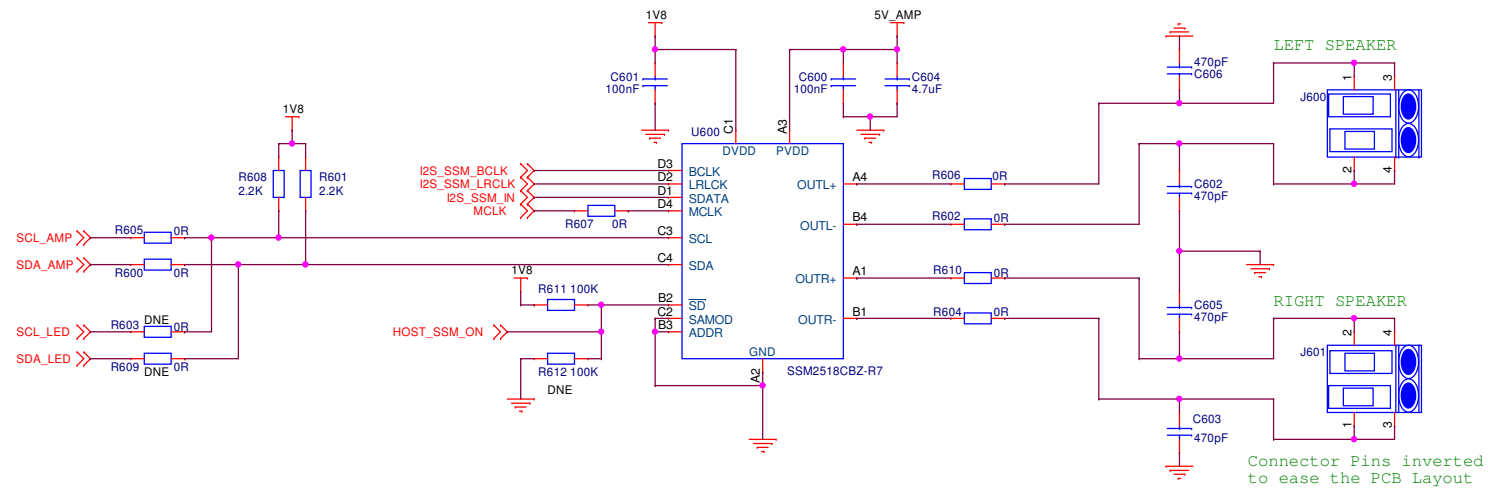 1V8
5V_AMP
LEFT SPEAKER
470pF
C606
1
3
C601
100nF
C600
100nF
C604
4.7uF
J600
1V8
C1
A3
U600
DVDD
PVDD
2
4
R608
2.2K
R601
2.2K
I2S_SSM_BCLK
D3
BCLK
I2S_SSM_LRCLK
D2
LRLCK
I2S_SSM_IN
D1
SDATA
MCLK
D4
MCLK
R607 0R
OUTL+
A4
R606
0R
C602
470pF
OUTL-
B4
R602
0R
SCL_AMP
R605
0R
C3
SCL
SDA_AMP
R600
0R
C4
SDA
1V8
R611 100K
OUTR+
A1
R610
0R
B2
SD
C2
SAMOD
B3
ADDR
OUTR-
B1
R604
0R
C605
470pF
RIGHT SPEAKER
SCL_LED
R603
DNE
0R
HOST_SSM_ON
2
4
J601
SDA_LED
R609
DNE
0R
R612 100K
DNE
GND
A2
SSM2518CBZ-R7
C603
470pF
1
3
Connector Pins inverted
to ease the PCB Layout